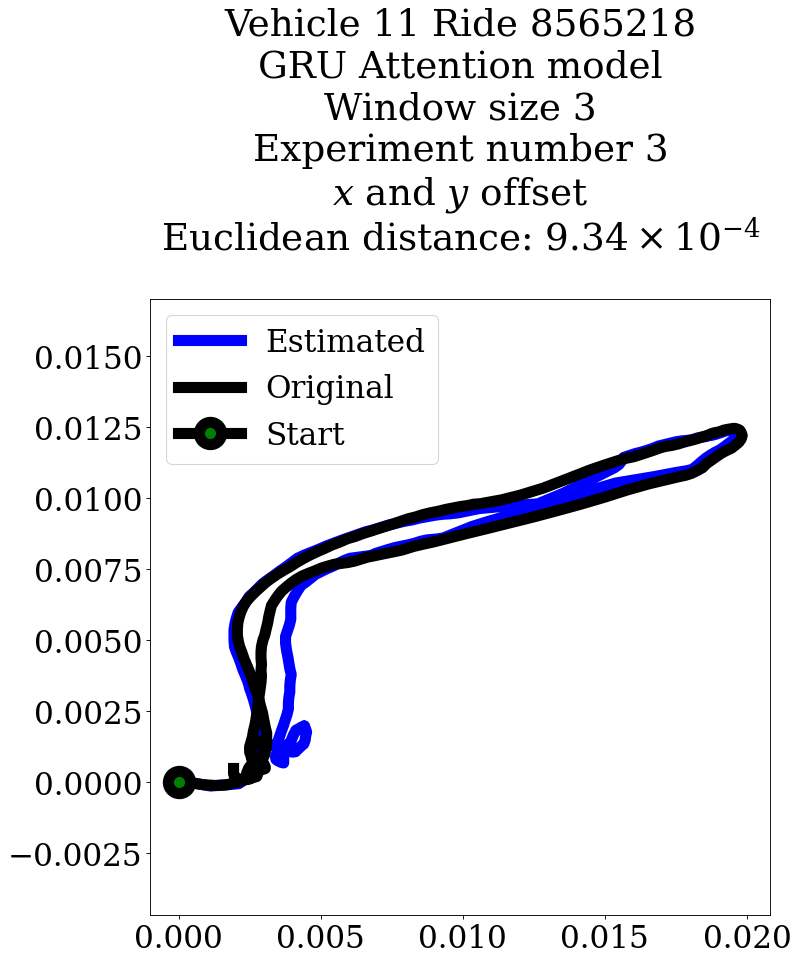 Vehicle 11 Ride 8565218
GRU Attention model
Window size 3
Experiment number 3
x and y offset
Euclidean distance: 9.34 × 10⁻⁴
Estimated
Original
Start
0.0150
0.0125
0.0100
0.0075
0.0050
0.0025
0.0000
−0.0025
0.000 0.005 0.010 0.015 0.020